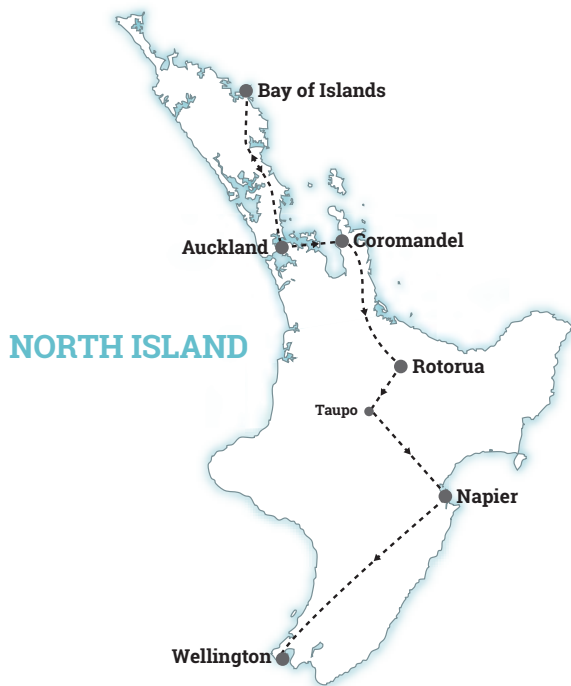 Bay of Islands
Auckland
Coromandel
NORTH ISLAND
Rotorua
Taupo
Napier
Wellington